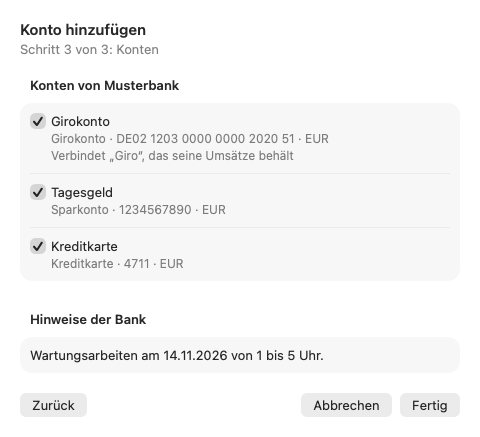 Konto hinzufügen
Schritt 3 von 3: Konten
Konten von Musterbank
Girokonto
Girokonto · DE02 1203 0000 0000 2020 51 · EUR
Verbindet „Giro“, das seine Umsätze behält
Tagesgeld
Sparkonto · 1234567890 · EUR
Kreditkarte
Kreditkarte · 4711 · EUR
Hinweise der Bank
Wartungsarbeiten am 14.11.2026 von 1 bis 5 Uhr.
Zurück
Abbrechen
Fertig